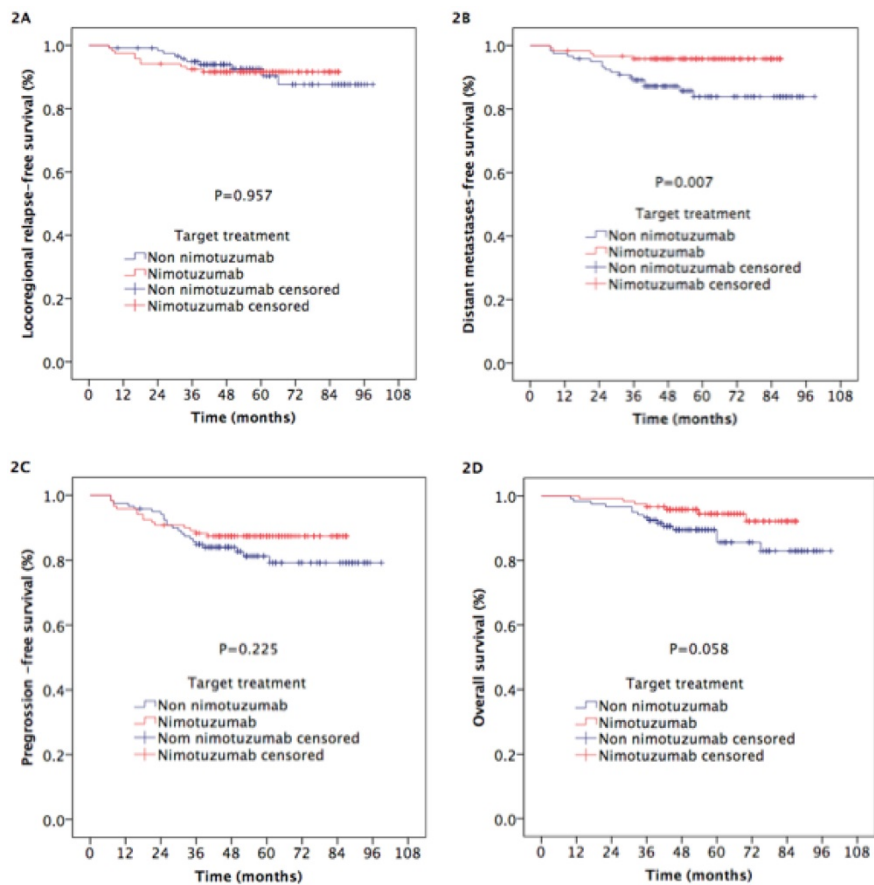 2A
Locoregional relapse-free survival (%)
1.0
0.8
0.6
0.4
0.2
0.0
P=0.957
Target treatment
Non nimotuzumab
Nimotuzumab
Non nimotuzumab censored
Nimotuzumab censored
0 12 24 36 48 60 72 84 96 108
Time (months)
2B
Distant metastases-free survival (%)
1.0
0.8
0.6
0.4
0.2
0.0
P=0.007
Target treatment
Non nimotuzumab
Nimotuzumab
Non nimotuzumab censored
Nimotuzumab censored
0 12 24 36 48 60 72 84 96 108
Time (months)
2C
Pregrossion -free survival (%)
1.0
0.8
0.6
0.4
0.2
0.0
P=0.225
Target treatment
Non nimotuzumab
Nimotuzumab
Nom nimotuzumab censored
Nimotuzumab censored
0 12 24 36 48 60 72 84 96 108
Time (months)
2D
Overall survival (%)
1.0
0.8
0.6
0.4
0.2
0.0
P=0.058
Target treatment
Non nimotuzumab
Nimotuzumab
Non nimotuzumab censored
Nimotuzumab censored
0 12 24 36 48 60 72 84 96 108
Time (months)